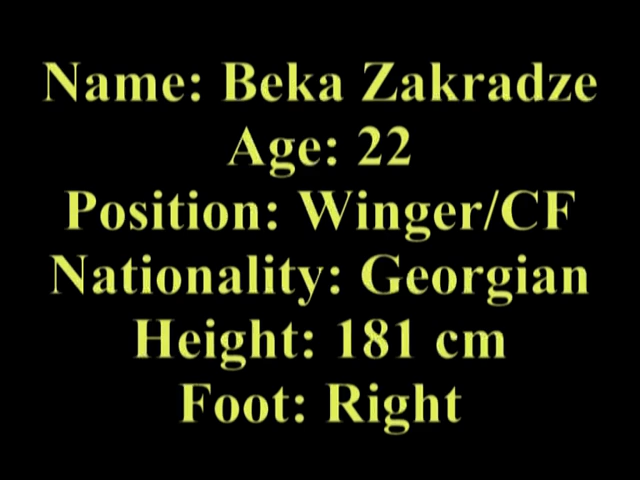 Name: Beka Zakradze
Age: 22
Position: Winger/CF
Nationality: Georgian
Height: 181 cm
Foot: Right